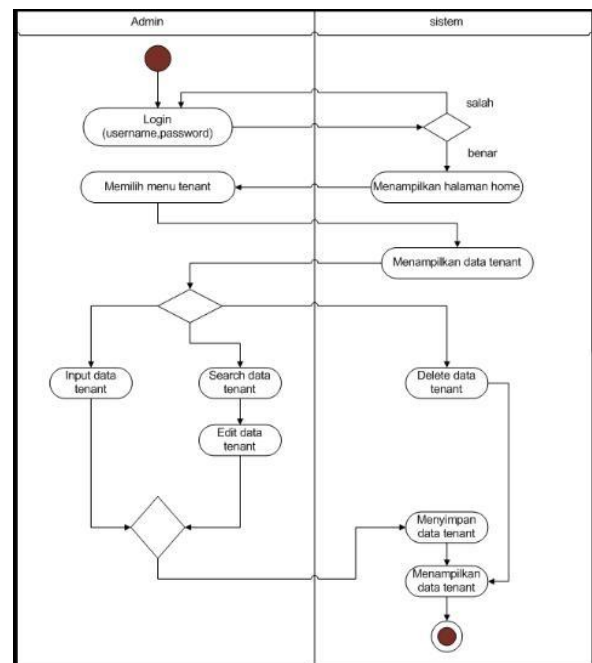 Admin
sistem
salah
Login
(username,password)
benar
Memilih menu tenant
Menampilkan halaman home
Menampilkan data tenant
Input data
tenant
Search data
tenant
Delete data
tenant
Edit data
tenant
Menyimpan
data tenant
Menampilkan
data tenant